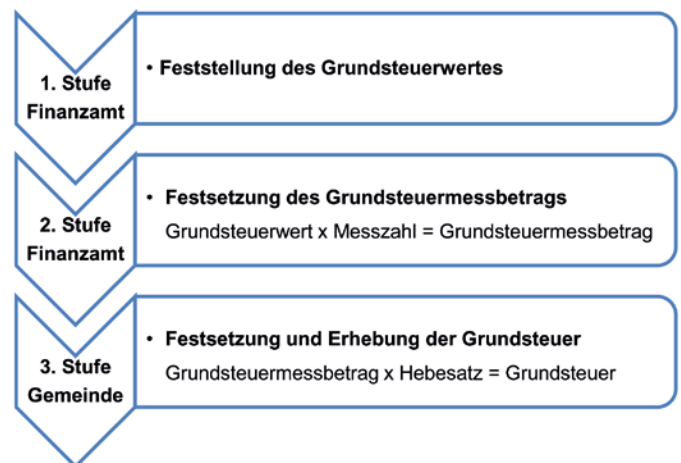 1. Stufe
Finanzamt
• Feststellung des Grundsteuerwertes
2. Stufe
Finanzamt
• Festsetzung des Grundsteuermessbetrags
Grundsteuerwert x Messzahl = Grundsteuermessbetrag
3. Stufe
Gemeinde
• Festsetzung und Erhebung der Grundsteuer
Grundsteuermessbetrag x Hebesatz = Grundsteuer